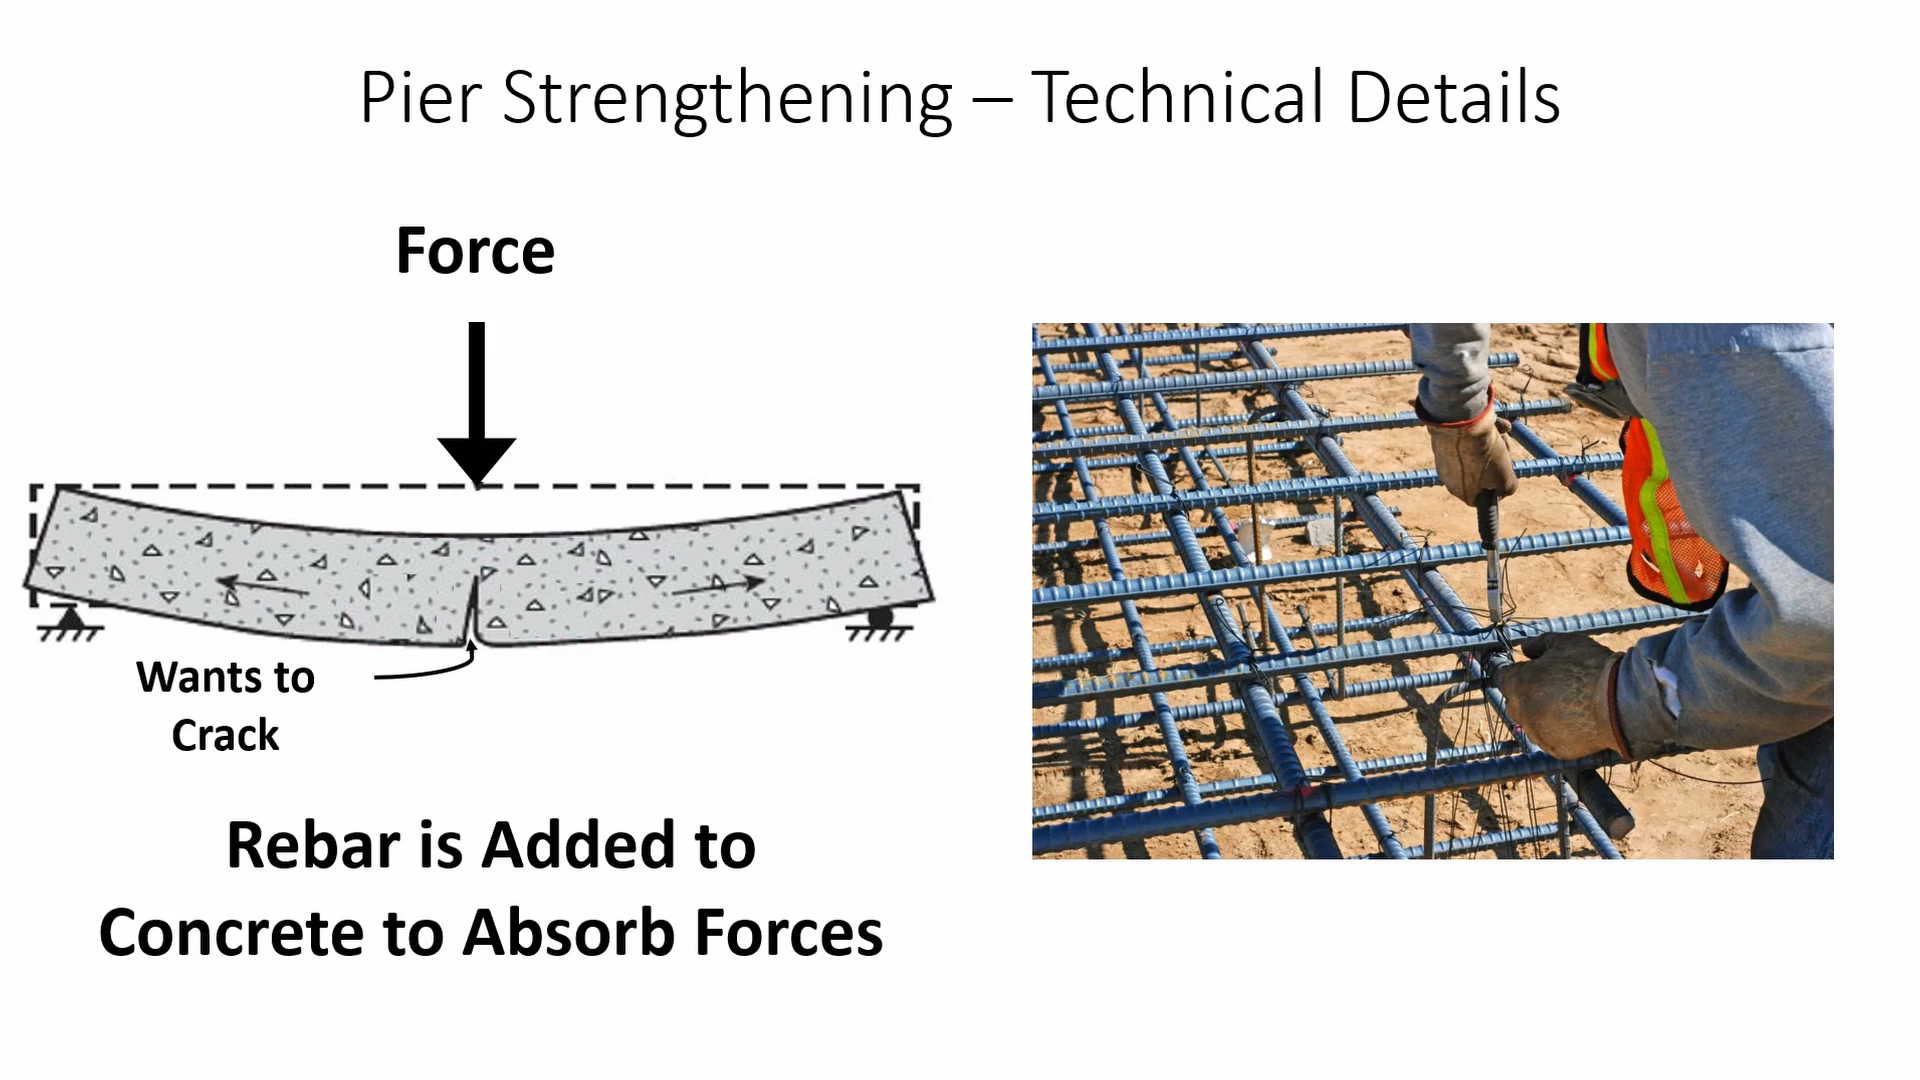 Pier Strengthening – Technical Details
Force
Wants to
Crack
Rebar is Added to
Concrete to Absorb Forces